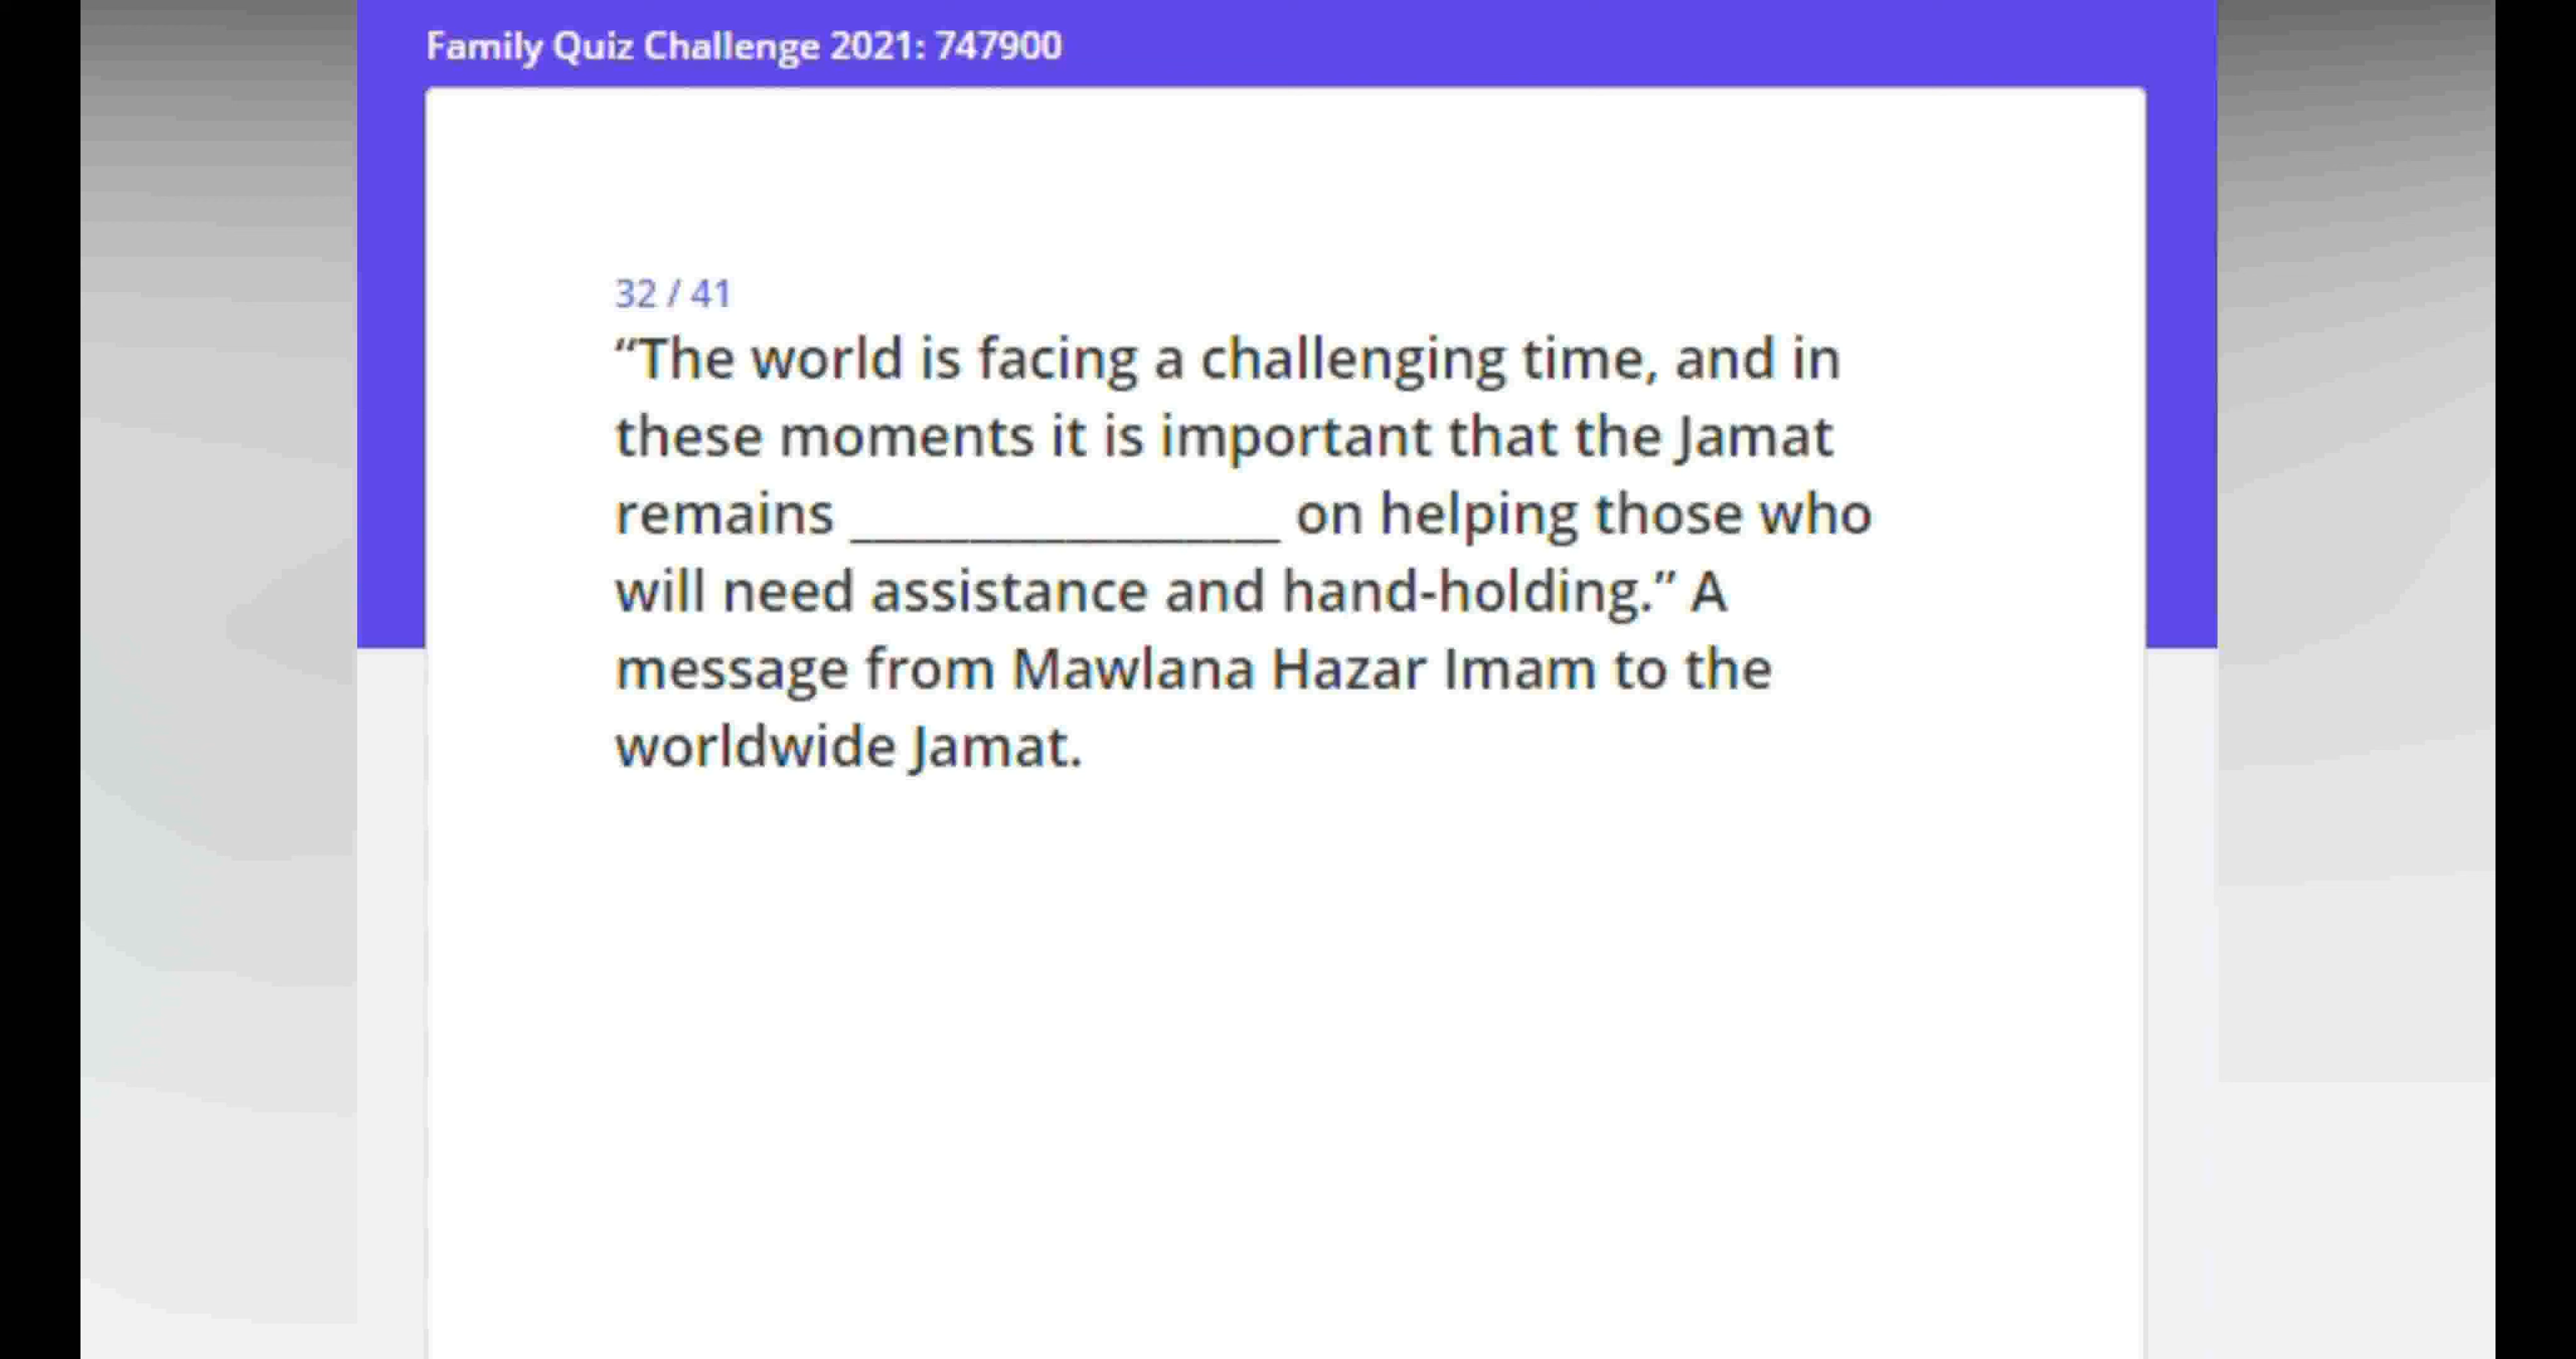 Family Quiz Challenge 2021: 747900
32 / 41
“The world is facing a challenging time, and in
these moments it is important that the Jamat
remains _________________ on helping those who
will need assistance and hand-holding.” A
message from Mawlana Hazar Imam to the
worldwide Jamat.